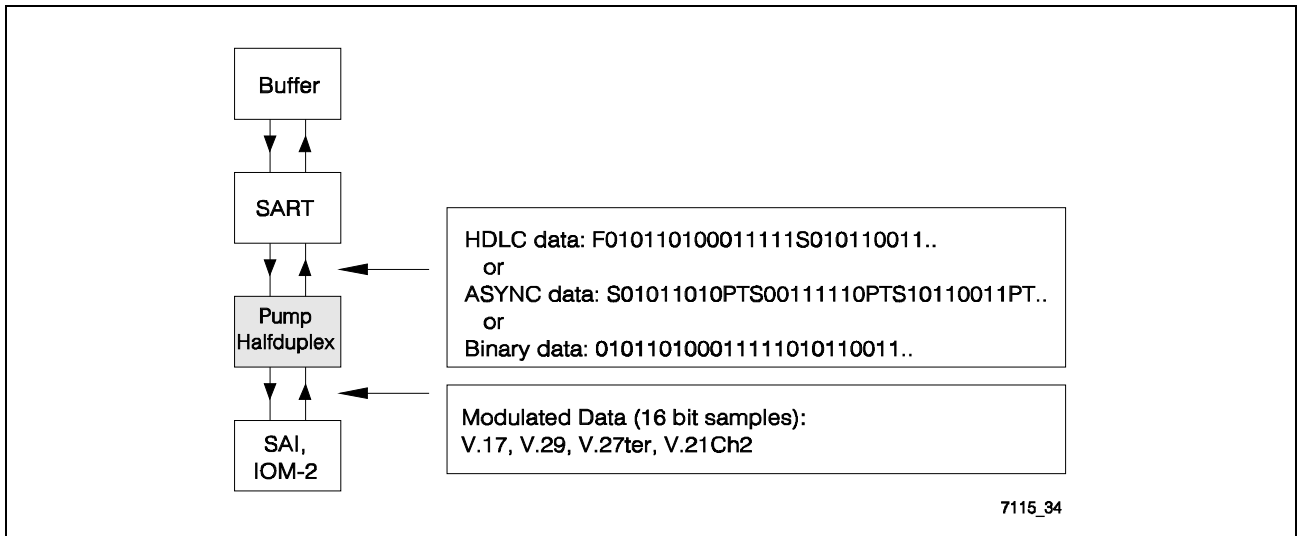 Buffer
SART
HDLC data: F010110100011111S010110011..
or
ASYNC data: S01011010PTS00111110PTS10110011PT..
or
Binary data: 010110100011111010110011..
Pump
Halfduplex
Modulated Data (16 bit samples):
V.17, V.29, V.27ter, V.21Ch2
SAI,
IOM-2
7115_34